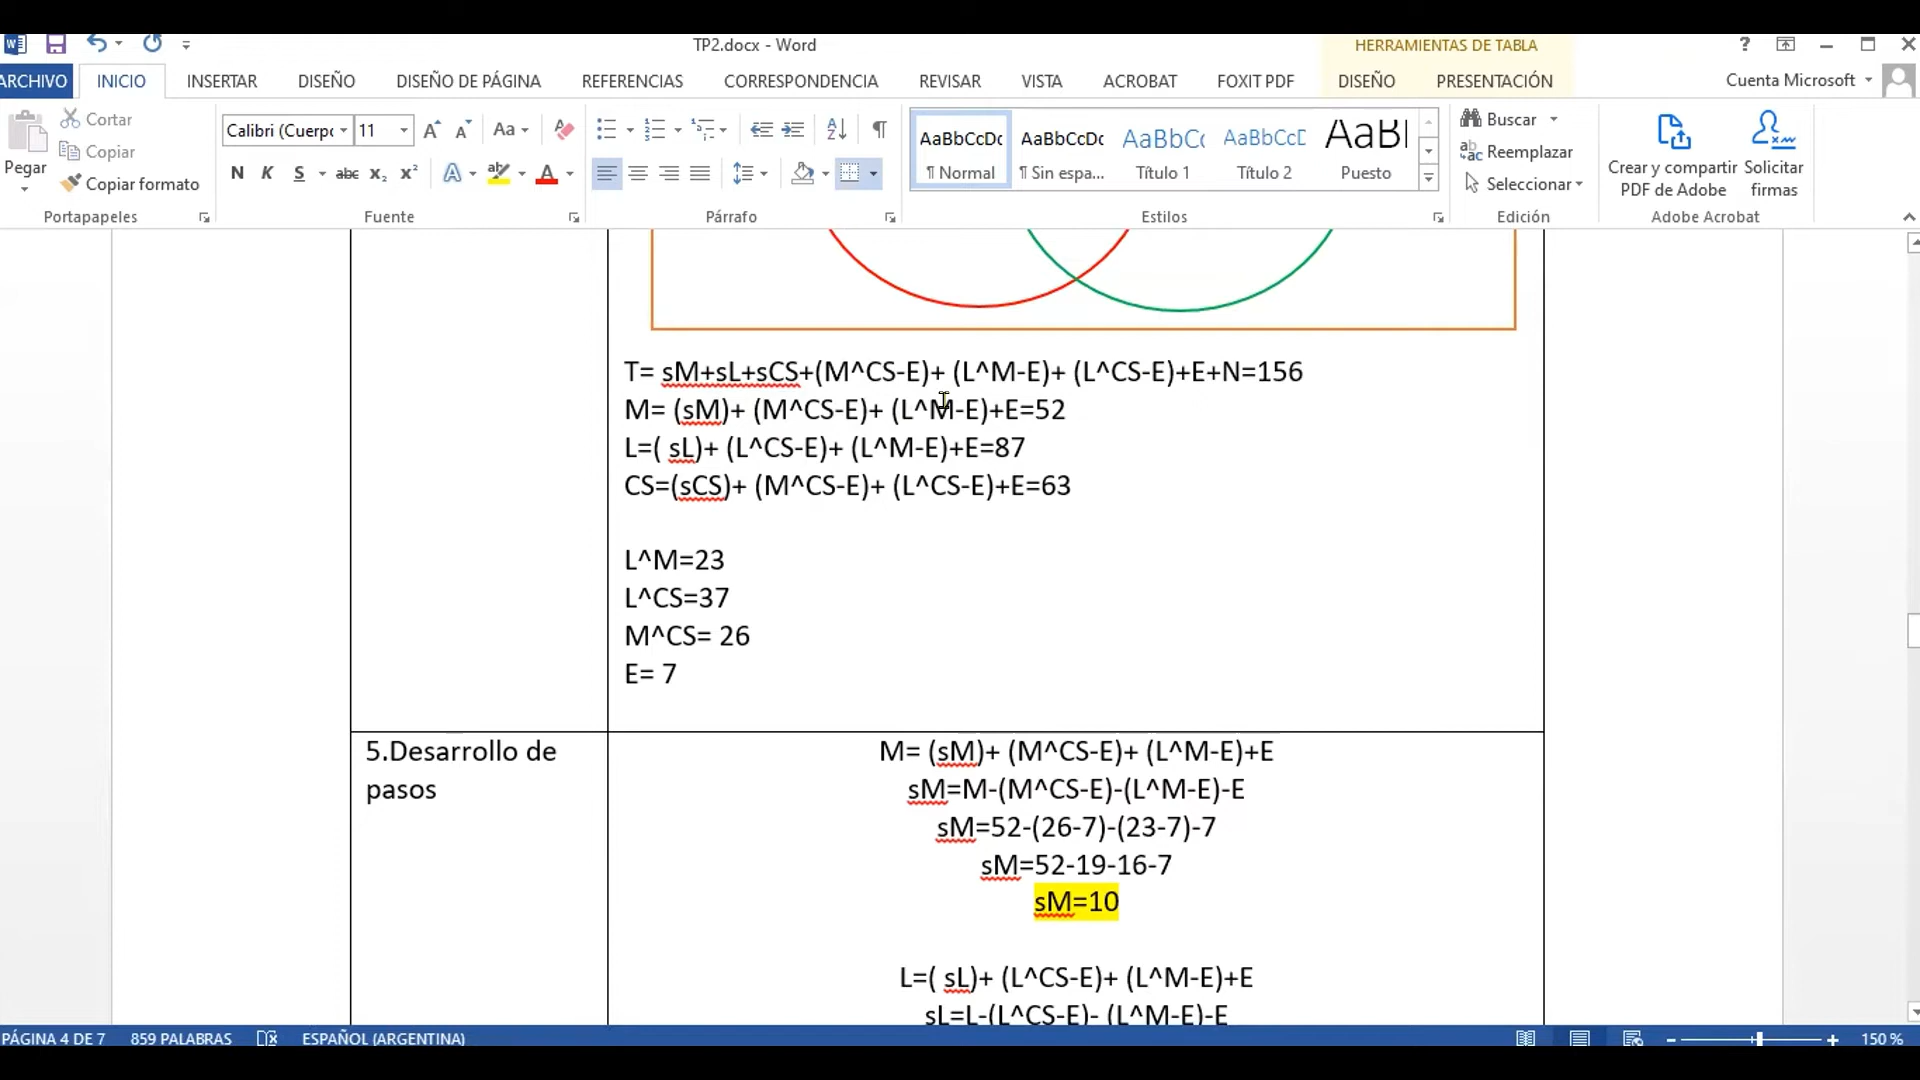 TP2.docx - Word
HERRAMIENTAS DE TABLA
?
ARCHIVO INICIO INSERTAR DISEÑO DISEÑO DE PÁGINA REFERENCIAS CORRESPONDENCIA REVISAR VISTA ACROBAT FOXIT PDF DISEÑO PRESENTACIÓN Cuenta Microsoft
Pegar
Cortar
Copiar
Copiar formato
Portapapeles
Calibri (Cuerpo 11
N K S abc x₂ x²
Fuente
Párrafo
AaBbCcDc AaBbCcDc AaBbCc AaBbCcD AaBl
¶ Normal ¶ Sin espa... Título 1 Título 2 Puesto
Estilos
Buscar
Reemplazar
Seleccionar
Edición
Crear y compartir PDF de Adobe
Solicitar firmas
Adobe Acrobat
T= sM+sL+sCS+(M^CS-E)+ (L^M-E)+ (L^CS-E)+E+N=156
M= (sM)+ (M^CS-E)+ (L^M-E)+E=52
L=( sL)+ (L^CS-E)+ (L^M-E)+E=87
CS=(sCS)+ (M^CS-E)+ (L^CS-E)+E=63
L^M=23
L^CS=37
M^CS= 26
E= 7
5.Desarrollo de
pasos
M= (sM)+ (M^CS-E)+ (L^M-E)+E
sM=M-(M^CS-E)-(L^M-E)-E
sM=52-(26-7)-(23-7)-7
sM=52-19-16-7
sM=10
L=( sL)+ (L^CS-E)+ (L^M-E)+E
sL=L-(L^CS-E)- (L^M-E)-E
PÁGINA 4 DE 7 859 PALABRAS ESPAÑOL (ARGENTINA) 150 %